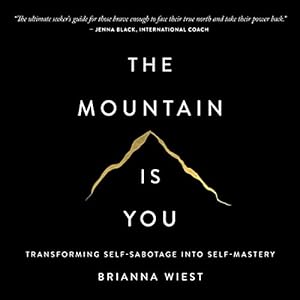 "The ultimate seeker's guide for those brave enough to face their true north and take their power back."
– JENNA BLACK, INTERNATIONAL COACH
THE
MOUNTAIN
IS
YOU
TRANSFORMING SELF-SABOTAGE INTO SELF-MASTERY
BRIANNA WIEST